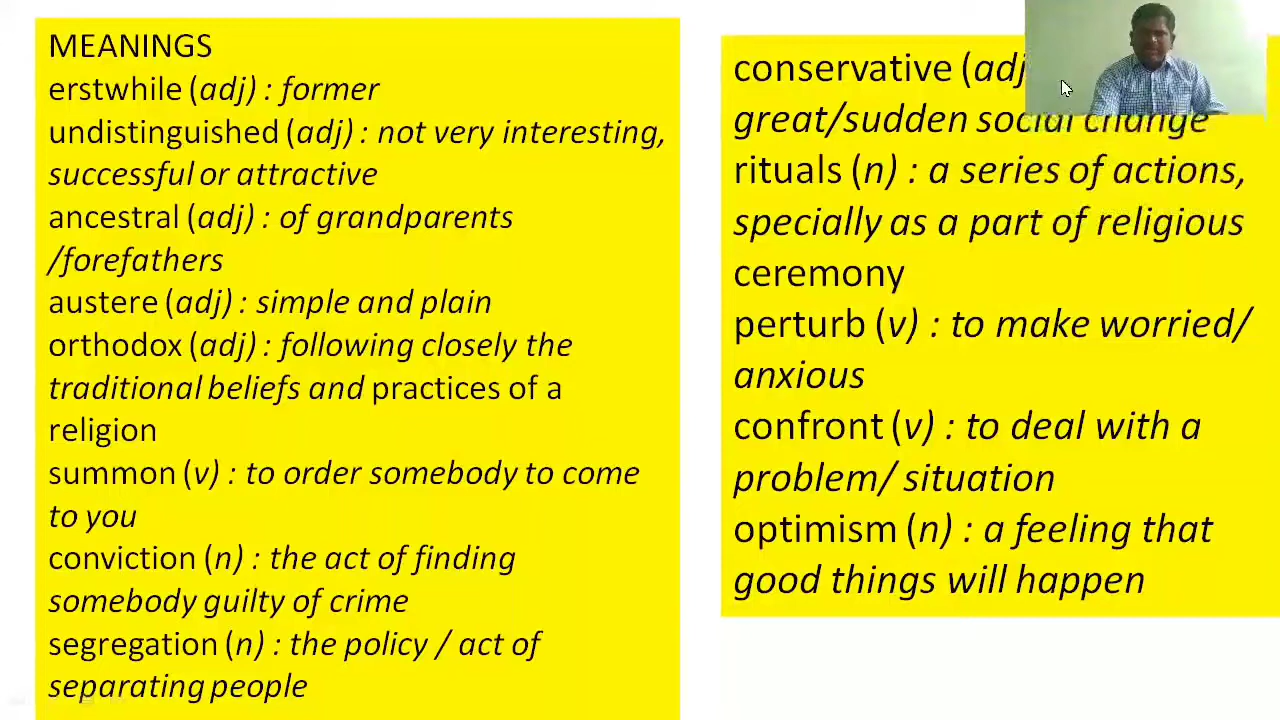 MEANINGS
erstwhile (adj) : former
undistinguished (adj) : not very interesting,
successful or attractive
ancestral (adj) : of grandparents
/forefathers
austere (adj) : simple and plain
orthodox (adj) : following closely the
traditional beliefs and practices of a
religion
summon (v) : to order somebody to come
to you
conviction (n) : the act of finding
somebody guilty of crime
segregation (n) : the policy / act of
separating people
conservative (adj
great/sudden social change
rituals (n) : a series of actions,
specially as a part of religious
ceremony
perturb (v) : to make worried/
anxious
confront (v) : to deal with a
problem/ situation
optimism (n) : a feeling that
good things will happen